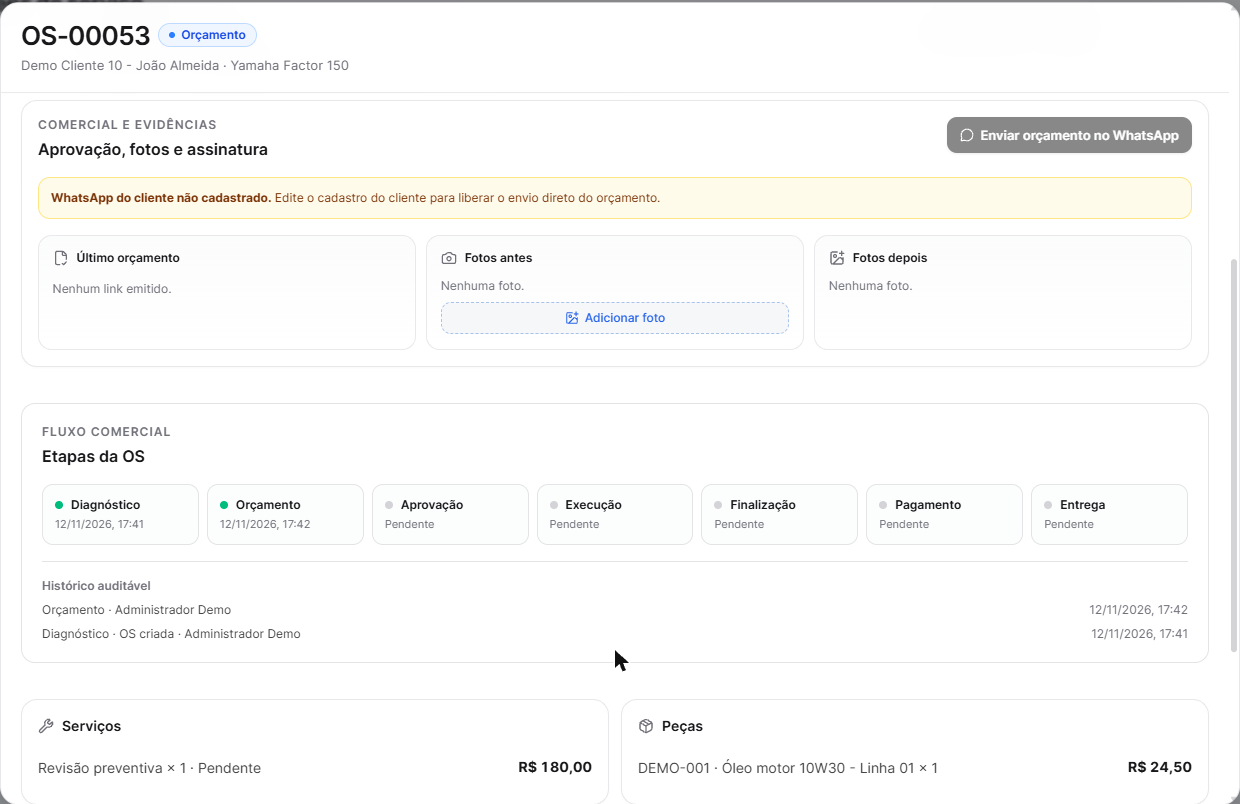 OS-00053 Orçamento
Demo Cliente 10 - João Almeida · Yamaha Factor 150
COMERCIAL E EVIDÊNCIAS
Aprovação, fotos e assinatura
Enviar orçamento no WhatsApp
WhatsApp do cliente não cadastrado. Edite o cadastro do cliente para liberar o envio direto do orçamento.
Último orçamento
Nenhum link emitido.
Fotos antes
Nenhuma foto.
Adicionar foto
Fotos depois
Nenhuma foto.
FLUXO COMERCIAL
Etapas da OS
Diagnóstico
12/11/2026, 17:41
Orçamento
12/11/2026, 17:42
Aprovação
Pendente
Execução
Pendente
Finalização
Pendente
Pagamento
Pendente
Entrega
Pendente
Histórico auditável
Orçamento · Administrador Demo 12/11/2026, 17:42
Diagnóstico · OS criada · Administrador Demo 12/11/2026, 17:41
Serviços
Revisão preventiva × 1 · Pendente R$ 180,00
Peças
DEMO-001 · Óleo motor 10W30 - Linha 01 × 1 R$ 24,50